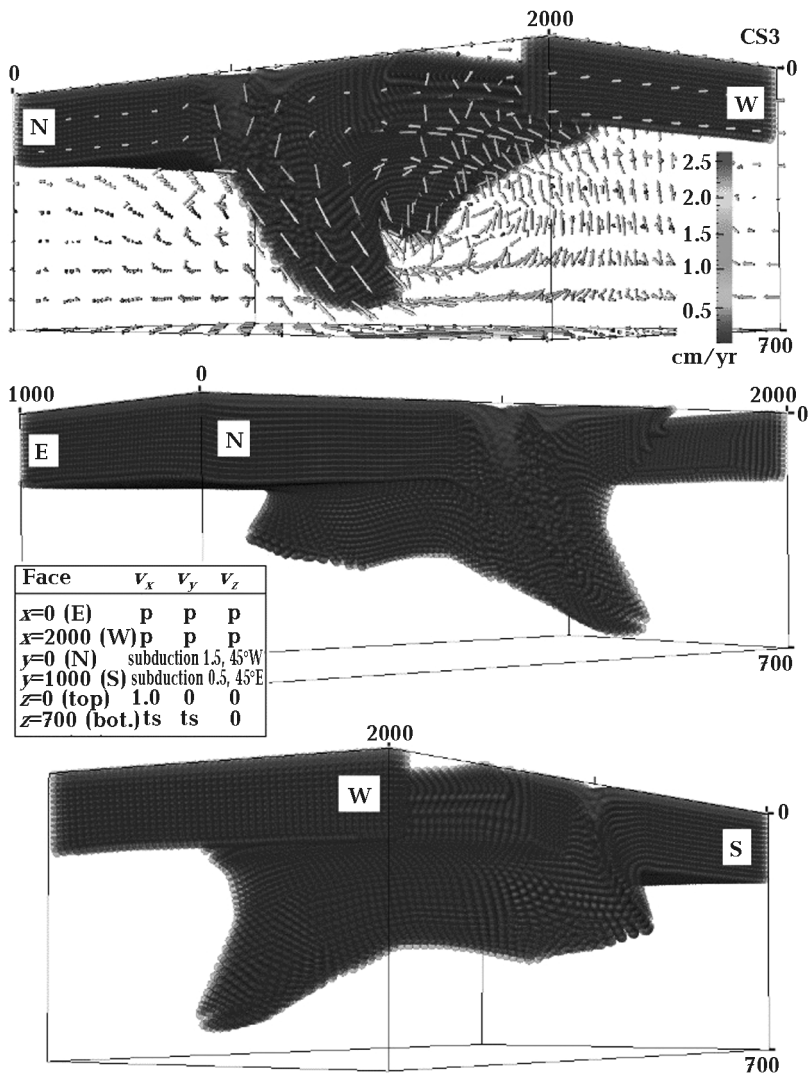 2000
CS3
0
0
N
W
2.5
2.0
1.5
1.0
0.5
cm/yr
700
0
1000
2000
0
E
N
Face vx vy vz
x=0 (E) p p p
x=2000 (W) p p p
y=0 (N) subduction 1.5, 45°W
y=1000 (S) subduction 0.5, 45°E
z=0 (top) 1.0 0 0
z=700 (bot.) ts ts 0
700
2000
W
0
S
700